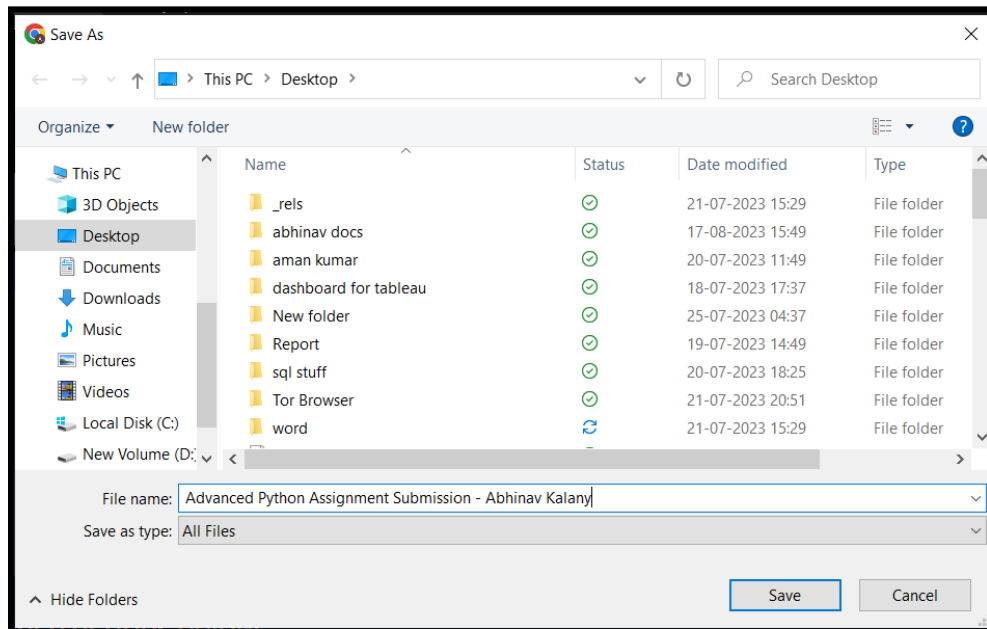 Save As
This PC > Desktop >
Search Desktop
Organize
New folder
?
This PC
3D Objects
Desktop
Documents
Downloads
Music
Pictures
Videos
Local Disk (C:)
New Volume (D:)
Name Status Date modified Type
_rels 21-07-2023 15:29 File folder
abhinav docs 17-08-2023 15:49 File folder
aman kumar 20-07-2023 11:49 File folder
dashboard for tableau 18-07-2023 17:37 File folder
New folder 25-07-2023 04:37 File folder
Report 19-07-2023 14:49 File folder
sql stuff 20-07-2023 18:25 File folder
Tor Browser 21-07-2023 20:51 File folder
word 21-07-2023 15:29 File folder
File name: Advanced Python Assignment Submission - Abhinav Kalany
Save as type: All Files
Hide Folders
Save
Cancel